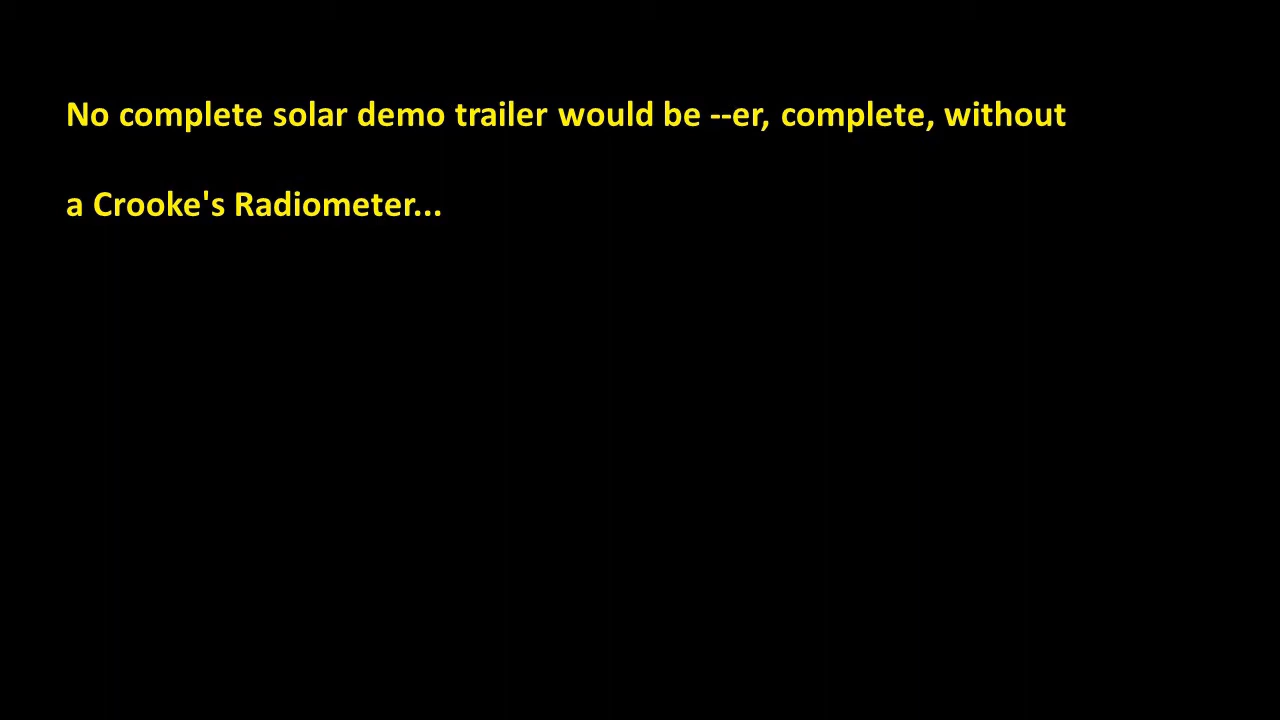 No complete solar demo trailer would be --er, complete, without
a Crooke's Radiometer...